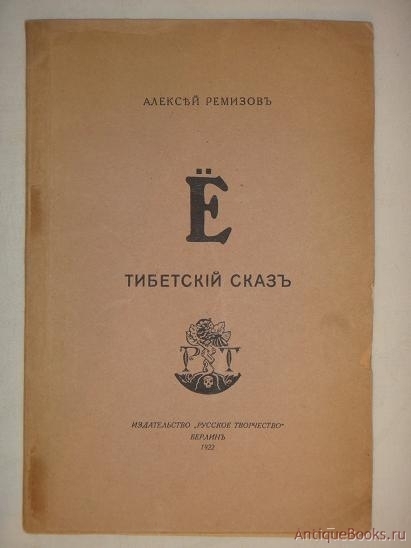 АЛЕКСѢЙ РЕМИЗОВЪ
Ё
ТИБЕТСКІЙ СКАЗЪ
Р Т
ИЗДАТЕЛЬСТВО „РУССКОЕ ТВОРЧЕСТВО"
БЕРЛИНЪ
1922
AntiqueBooks.ru